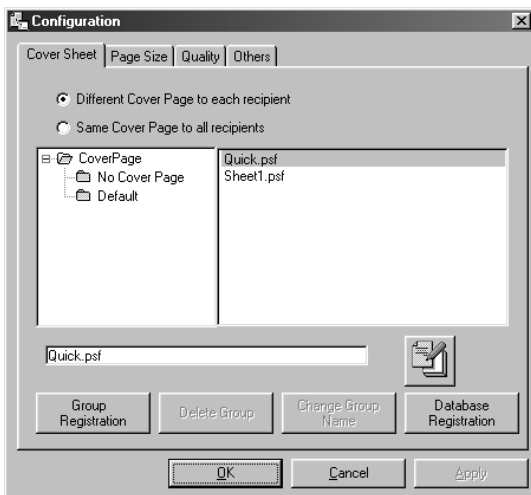 Configuration
Cover Sheet Page Size Quality Others
Different Cover Page to each recipient
Same Cover Page to all recipients
CoverPage
No Cover Page
Default
Quick.psf
Sheet1.psf
Quick.psf
Group
Registration
Delete Group
Change Group
Name
Database
Registration
OK Cancel Apply